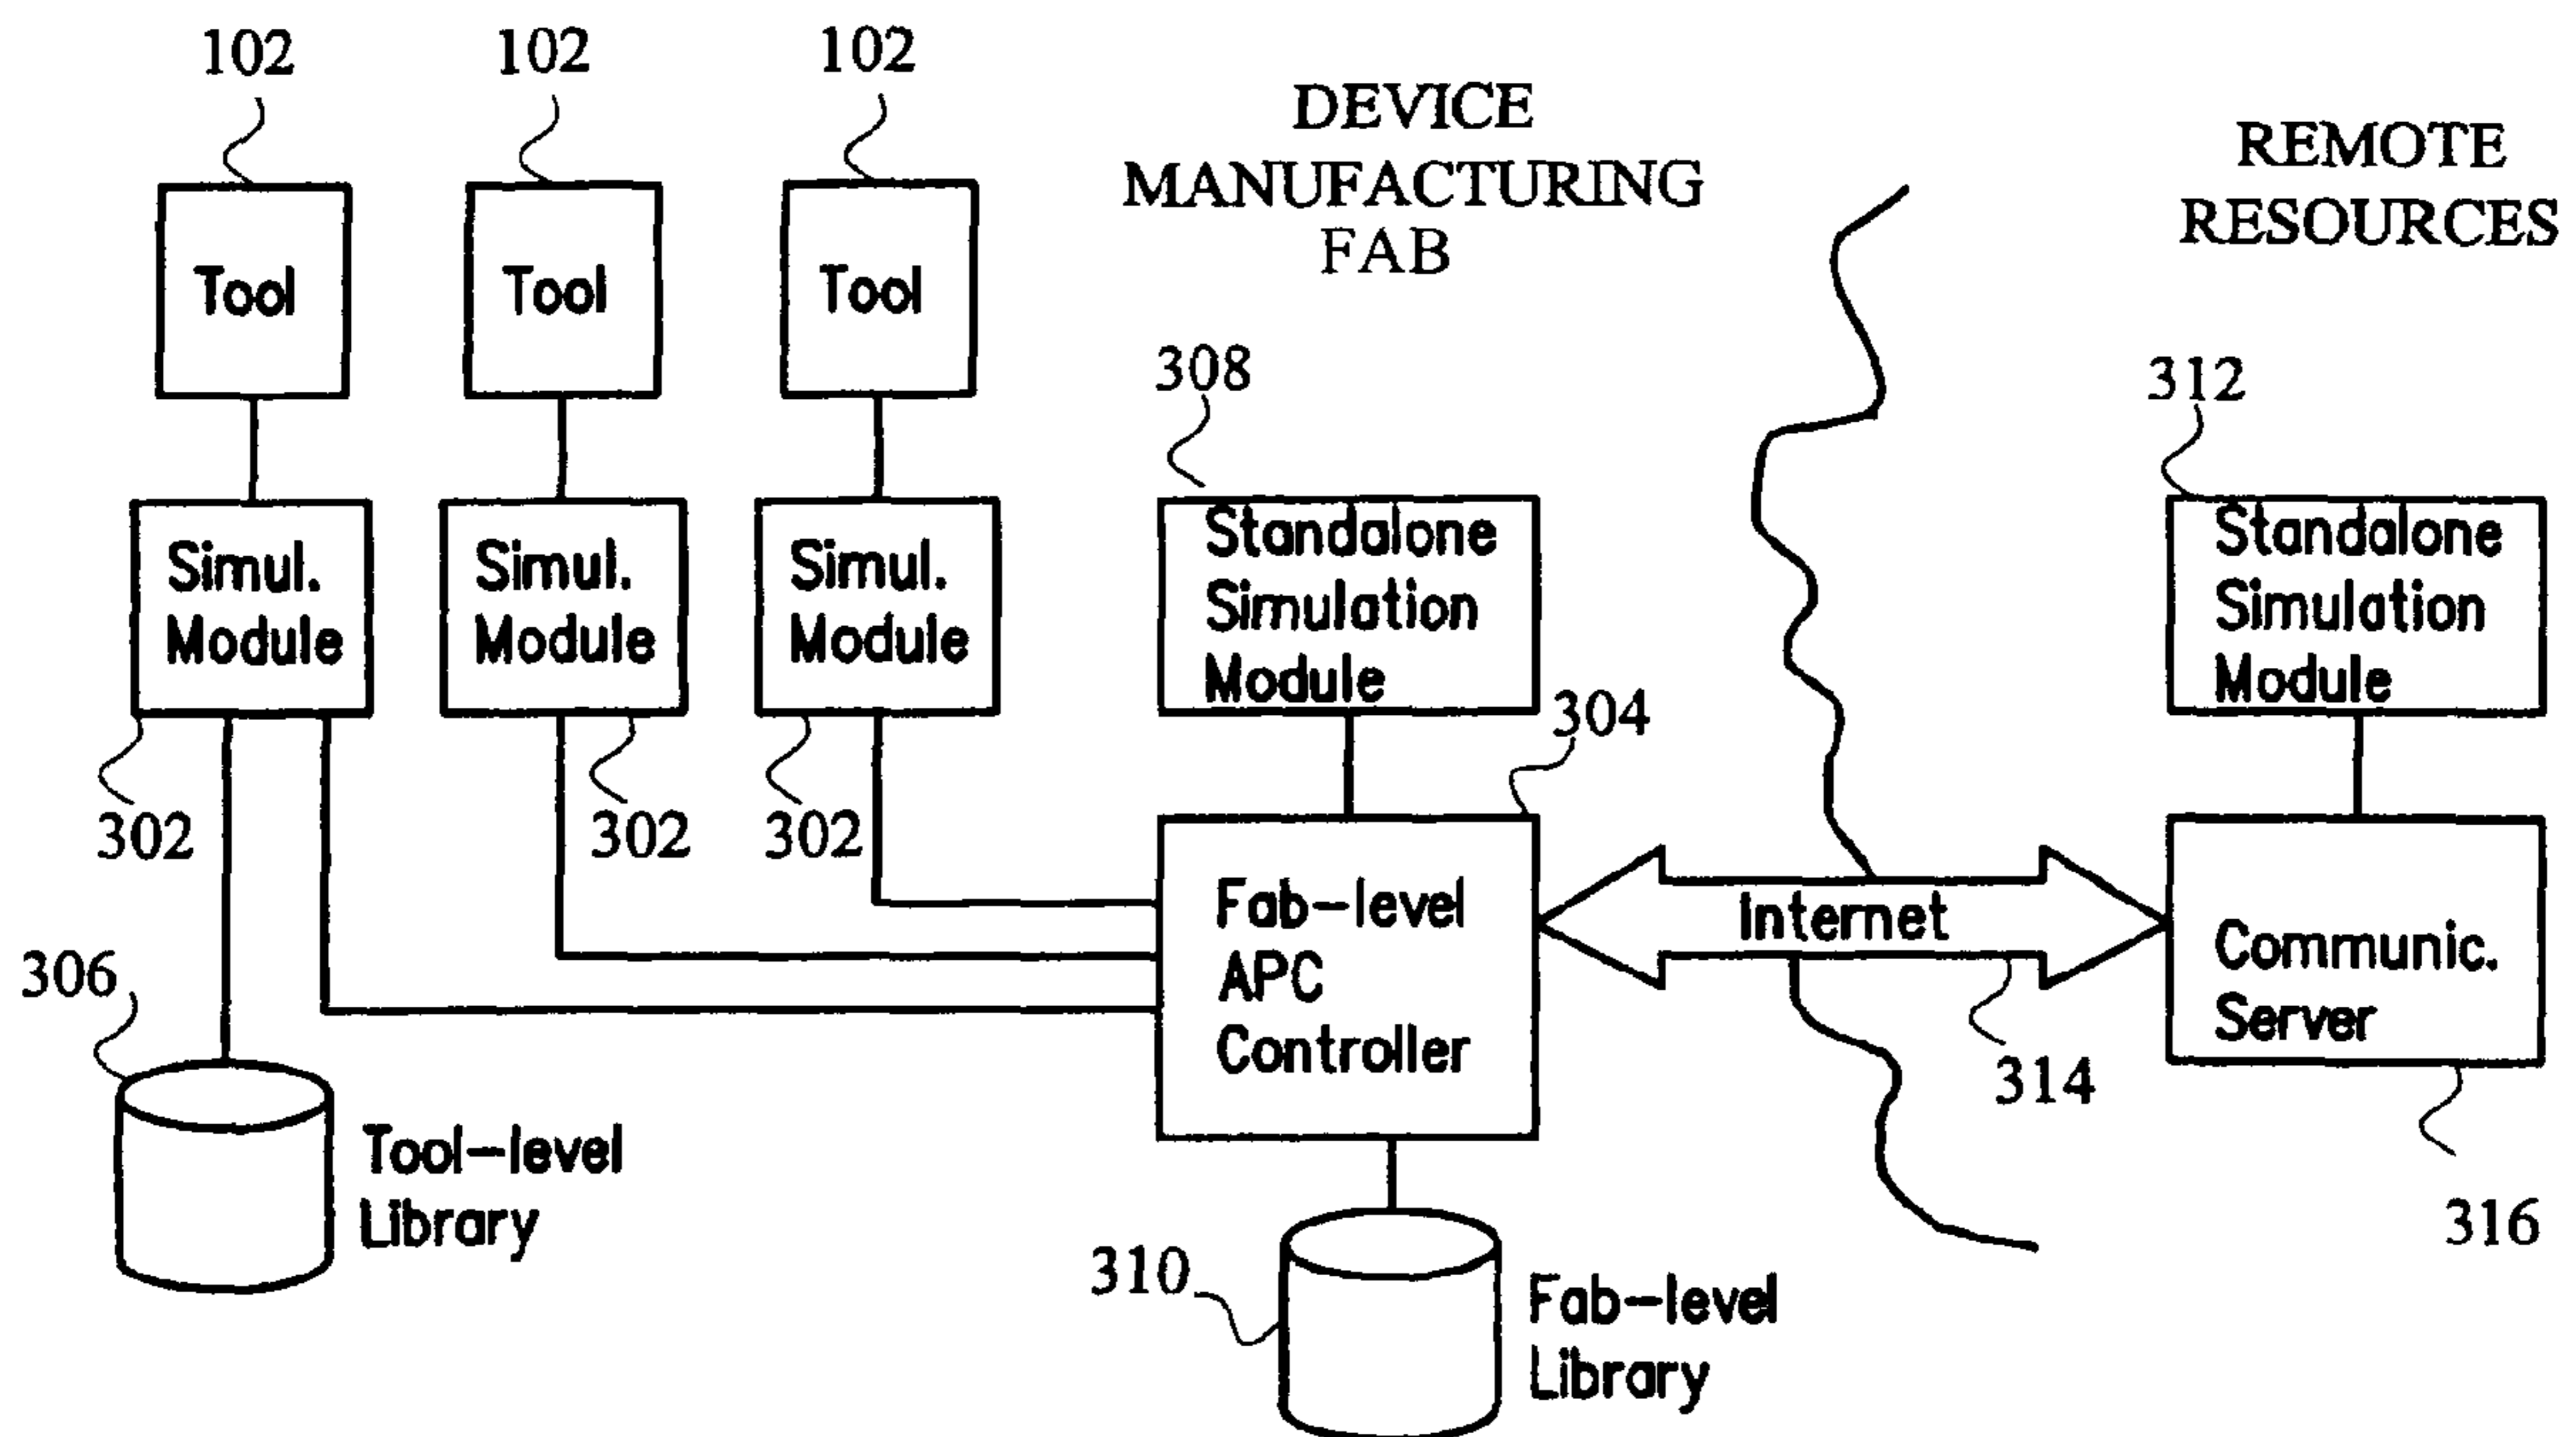 102
102
102
DEVICE
MANUFACTURING
FAB
REMOTE
RESOURCES
Tool
Tool
Tool
308
312
Simul.
Module
Simul.
Module
Simul.
Module
Standalone
Simulation
Module
Standalone
Simulation
Module
304
302
302
302
306
Fab-level
APC
Controller
Internet
Communic.
Server
314
316
Tool-level
Library
310
Fab-level
Library